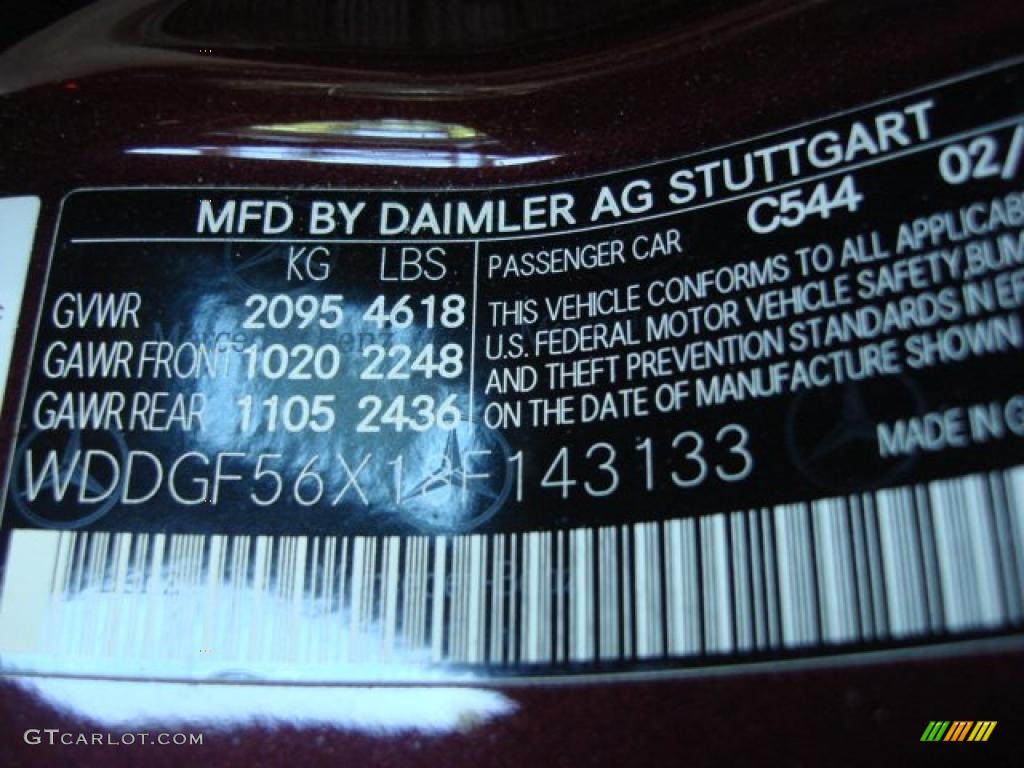 MFD BY DAIMLER AG STUTTGART
C544 02/
KG LBS
GVWR 2095 4618
GAWR FRONT 1020 2248
GAWR REAR 1105 2436
PASSENGER CAR
THIS VEHICLE CONFORMS TO ALL APPLICAB
U.S. FEDERAL MOTOR VEHICLE SAFETY,BUM
AND THEFT PREVENTION STANDARDS IN EF
ON THE DATE OF MANUFACTURE SHOWN
MADE IN G
WDDGF56X18F143133
GTCARLOT.COM